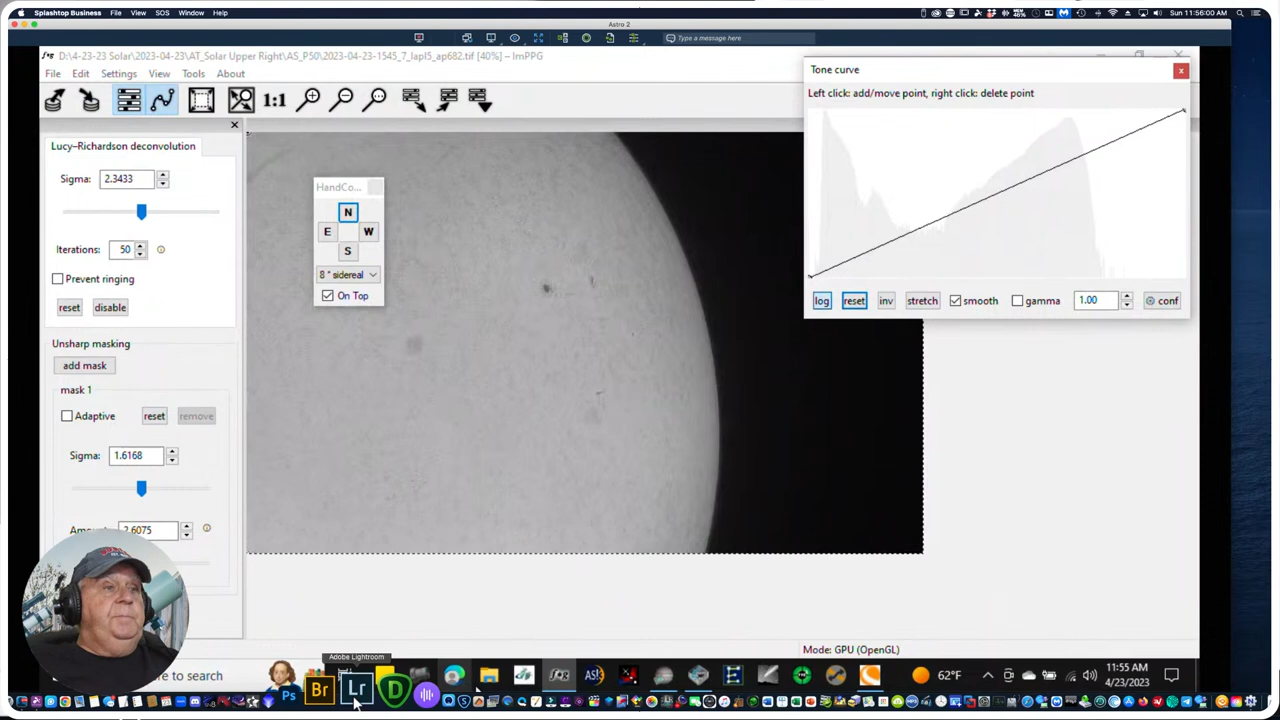 Splashtop Business File View SOS Window Help
Sun 11:56:00 AM
Astro 2
Type a message here
D:\4-23-23 Solar\2023-04-23\AT_Solar Upper Right\AS_P50\2023-04-23-1545_7_lapl5_ap682.tif [40%] – ImPPG
File Edit Settings View Tools About
1:1
Lucy–Richardson deconvolution
Sigma: 2.3433
Iterations: 50
Prevent ringing
reset disable
Unsharp masking
add mask
mask 1
Adaptive reset remove
Sigma: 1.6168
2.6075
HandCo...
N
E W
S
8 " sidereal
On Top
Tone curve
Left click: add/move point, right click: delete point
log reset inv stretch smooth gamma 1.00 conf
Mode: GPU (OpenGL)
Adobe Lightroom
to search
Ps Br Lr D
62°F
11:55 AM
4/23/2023